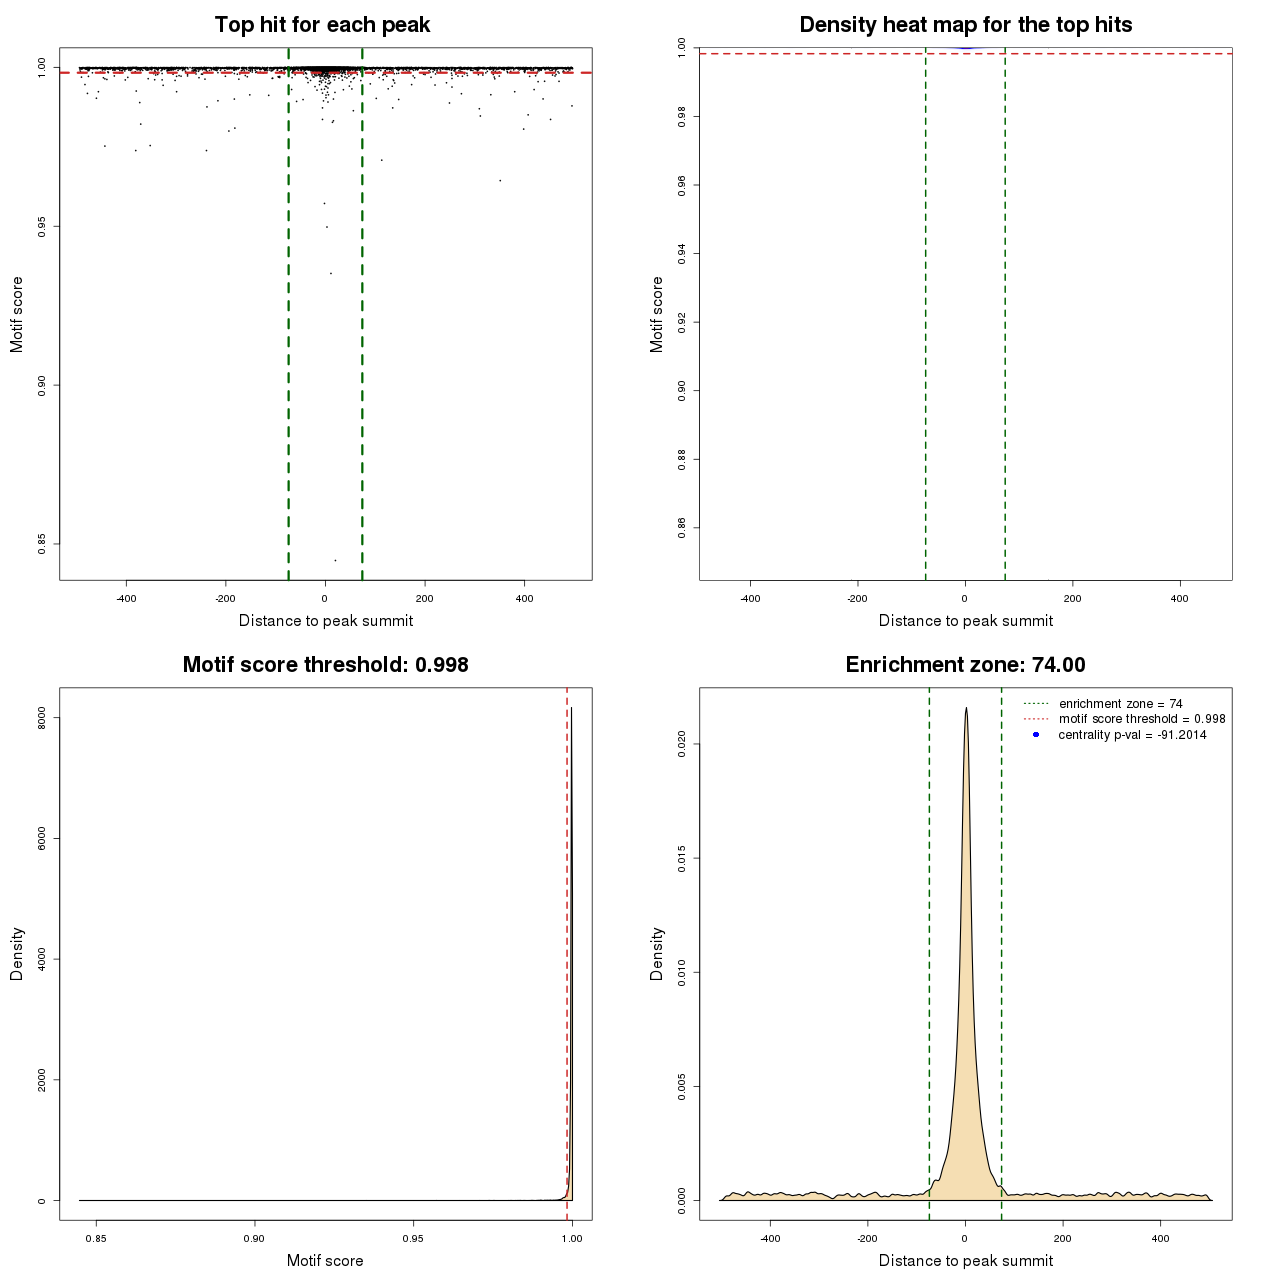 Top hit for each peak
Motif score
1.00
0.95
0.90
0.85
-400 -200 0 200 400
Distance to peak summit
Density heat map for the top hits
Motif score
1.00
0.98
0.96
0.94
0.92
0.90
0.88
0.86
-400 -200 0 200 400
Distance to peak summit
Motif score threshold: 0.998
Density
8000
6000
4000
2000
0
0.85 0.90 0.95 1.00
Motif score
Enrichment zone: 74.00
enrichment zone = 74
motif score threshold = 0.998
centrality p-val = -91.2014
Density
0.020
0.015
0.010
0.005
0.000
-400 -200 0 200 400
Distance to peak summit